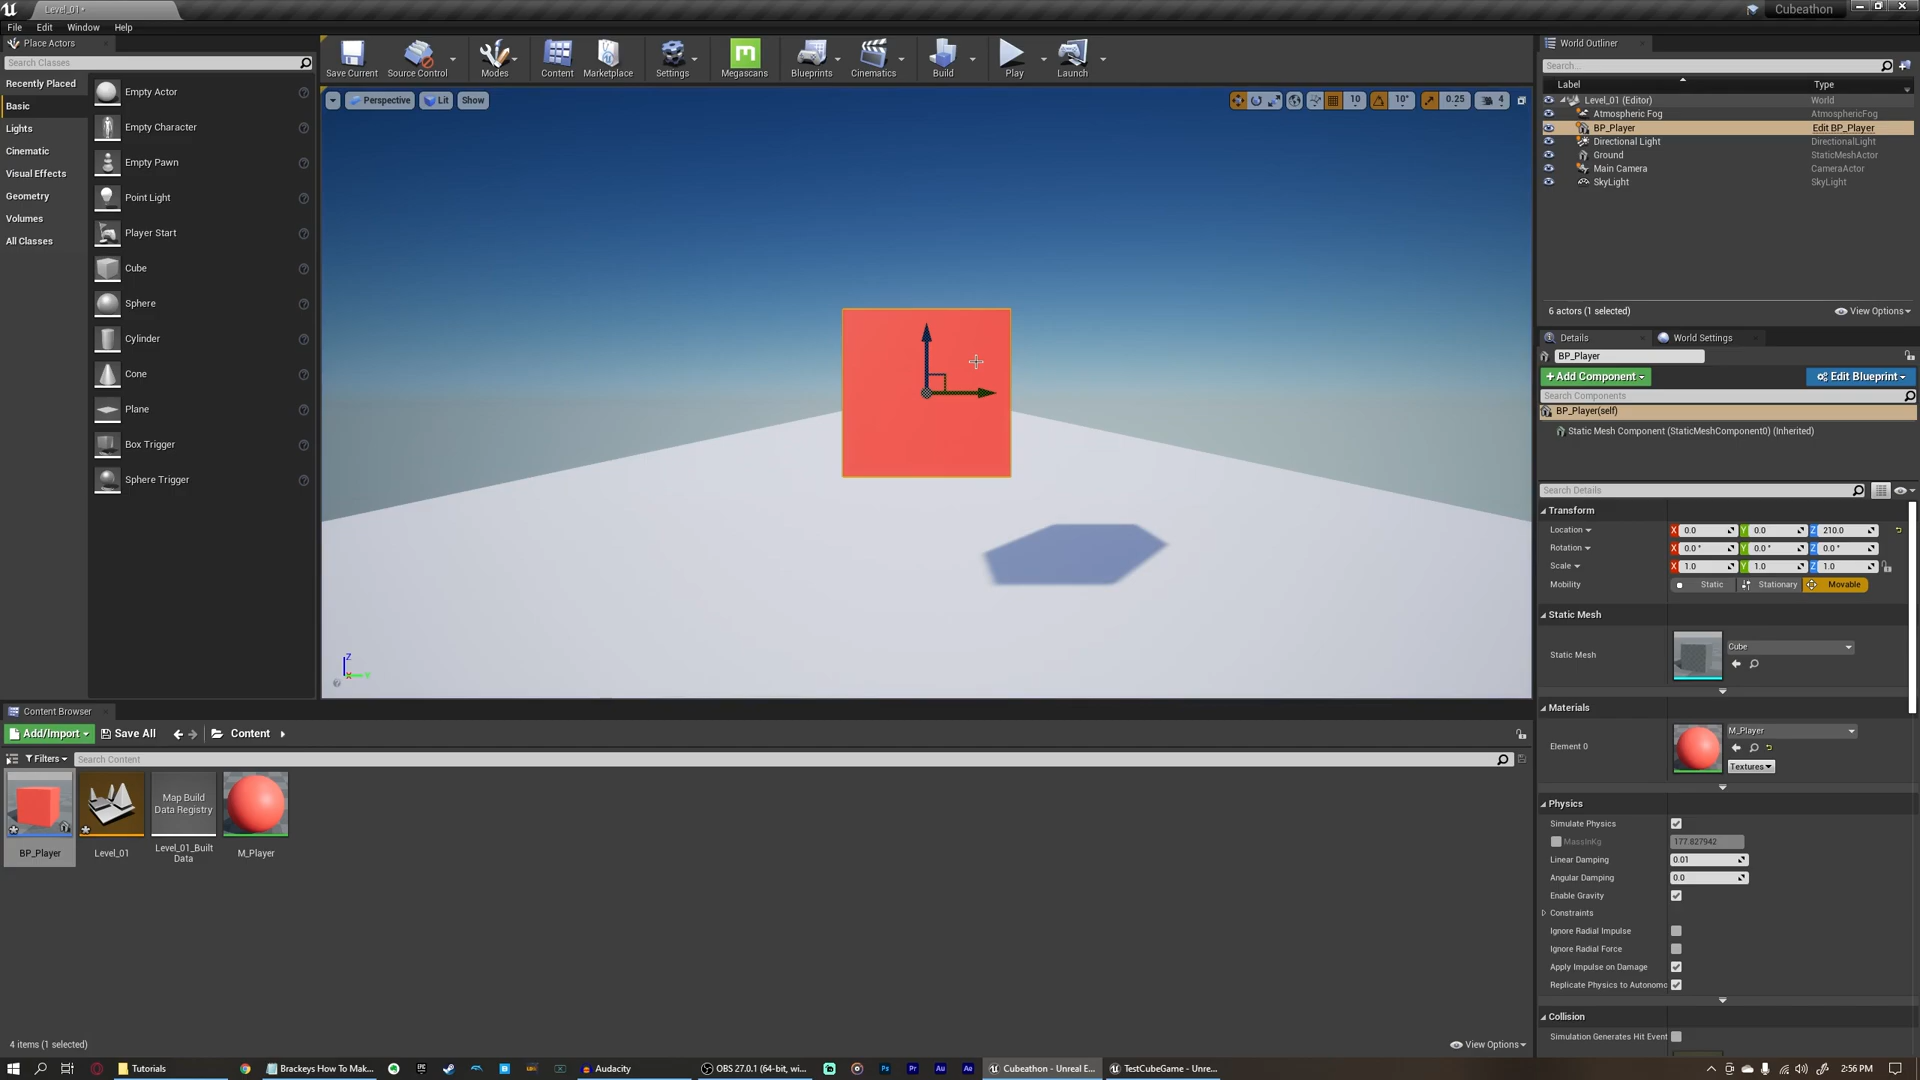 Level_01*
Cubeathon
File Edit Window Help
Place Actors
Search Classes
Recently Placed
Basic
Lights
Cinematic
Visual Effects
Geometry
Volumes
All Classes
Empty Actor
Empty Character
Empty Pawn
Point Light
Player Start
Cube
Sphere
Cylinder
Cone
Plane
Box Trigger
Sphere Trigger
Save Current
Source Control
Modes
Content
Marketplace
Settings
Megascans
Blueprints
Cinematics
Build
Play
Launch
Perspective
Lit
Show
10
10°
0.25
4
Z
Y
World Outliner
Search...
Label Type
Level_01 (Editor) World
Atmospheric Fog AtmosphericFog
BP_Player Edit BP_Player
Directional Light DirectionalLight
Ground StaticMeshActor
Main Camera CameraActor
SkyLight SkyLight
6 actors (1 selected)
View Options
Details
World Settings
BP_Player
+Add Component
Edit Blueprint
Search Components
BP_Player(self)
Static Mesh Component (StaticMeshComponent0) (Inherited)
Search Details
Transform
Location X 0.0 Y 0.0 Z 210.0
Rotation X 0.0 ° Y 0.0 ° Z 0.0 °
Scale X 1.0 Y 1.0 Z 1.0
Mobility Static Stationary Movable
Static Mesh
Static Mesh
Cube
Materials
Element 0
M_Player
Textures
Physics
Simulate Physics
MassInKg 177.827942
Linear Damping 0.01
Angular Damping 0.0
Enable Gravity
Constraints
Ignore Radial Impulse
Ignore Radial Force
Apply Impulse on Damage
Replicate Physics to Autonomo
Collision
Simulation Generates Hit Event
Content Browser
Add/Import
Save All
Content
Filters
Search Content
BP_Player
Level_01
Map Build Data Registry
Level_01_Built Data
M_Player
4 items (1 selected)
View Options
Tutorials
Brackeys How To Mak...
Audacity
OBS 27.0.1 (64-bit, wi...
Ps
Pr
Au
Ae
Cubeathon - Unreal E...
TestCubeGame - Unre...
2:56 PM